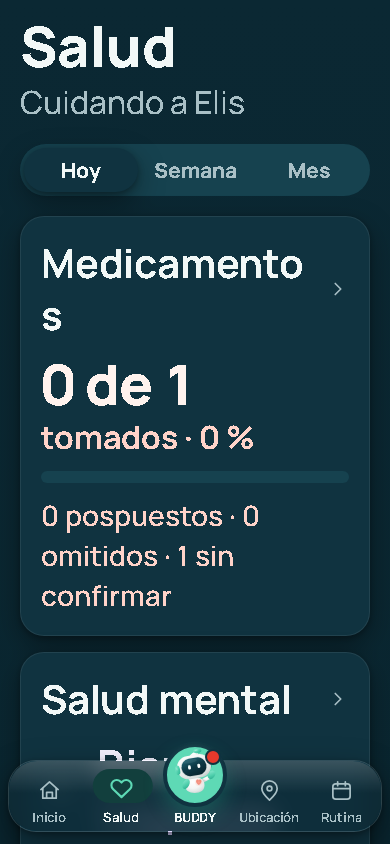 Salud
Cuidando a Elis
Hoy
Semana
Mes
Medicamento
s
0 de 1
tomados · 0 %
0 pospuestos · 0
omitidos · 1 sin
confirmar
Salud mental
Inicio
Salud
BUDDY
Ubicación
Rutina